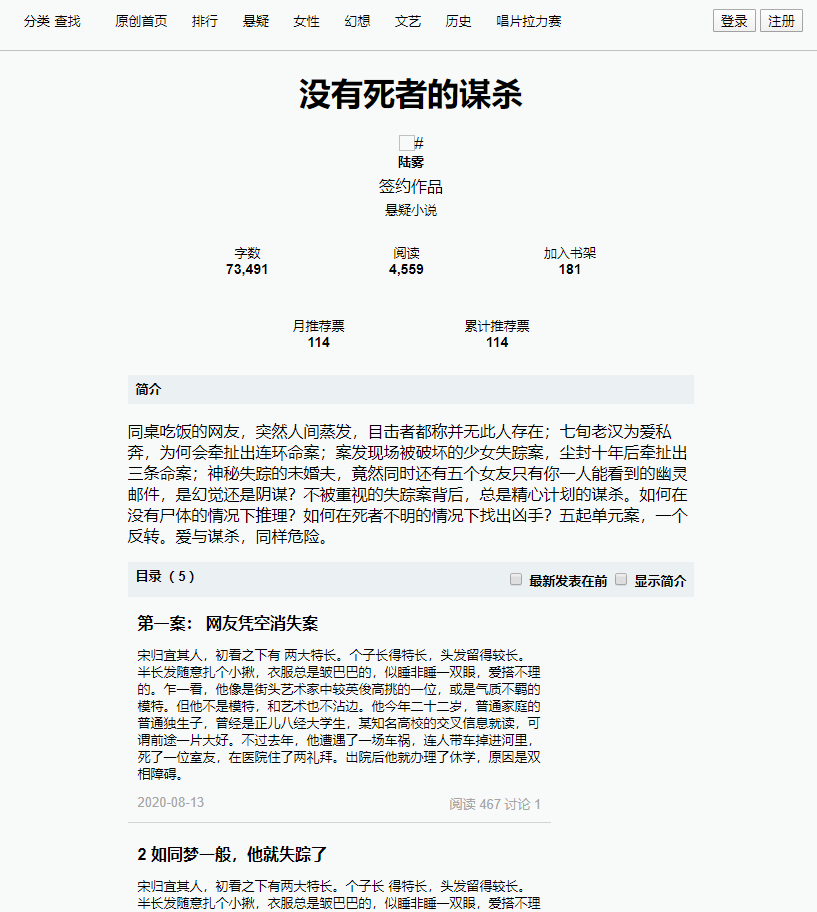 分类 查找 原创首页 排行 悬疑 女性 幻想 文艺 历史 唱片拉力赛 登录 注册
没有死者的谋杀
#
陆雾
签约作品
悬疑小说
字数 阅读 加入书架
73,491 4,559 181
月推荐票 累计推荐票
114 114
简介
同桌吃饭的网友，突然人间蒸发，目击者都称并无此人存在；七旬老汉为爱私
奔，为何会牵扯出连环命案；案发现场被破坏的少女失踪案，尘封十年后牵扯出
三条命案；神秘失踪的未婚夫，竟然同时还有五个女友只有你一人能看到的幽灵
邮件，是幻觉还是阴谋？不被重视的失踪案背后，总是精心计划的谋杀。如何在
没有尸体的情况下推理？如何在死者不明的情况下找出凶手？五起单元案，一个
反转。爱与谋杀，同样危险。
目录（5） 最新发表在前 显示简介
第一案： 网友凭空消失案
宋归宜其人，初看之下有 两大特长。个子长得特长，头发留得较长。
半长发随意扎个小揪，衣服总是皱巴巴的，似睡非睡一双眼，爱搭不理
的。乍一看，他像是街头艺术家中较英俊高挑的一位，或是气质不羁的
模特。但他不是模特，和艺术也不沾边。他今年二十二岁，普通家庭的
普通独生子，曾经是正儿八经大学生，某知名高校的交叉信息就读，可
谓前途一片大好。不过去年，他遭遇了一场车祸，连人带车掉进河里，
死了一位室友，在医院住了两礼拜。出院后他就办理了休学，原因是双
相障碍。
2020-08-13 阅读 467 讨论 1
2 如同梦一般，他就失踪了
宋归宜其人，初看之下有两大特长。个子长 得特长，头发留得较长。
半长发随意扎个小揪，衣服总是皱巴巴的，似睡非睡一双眼，爱搭不理